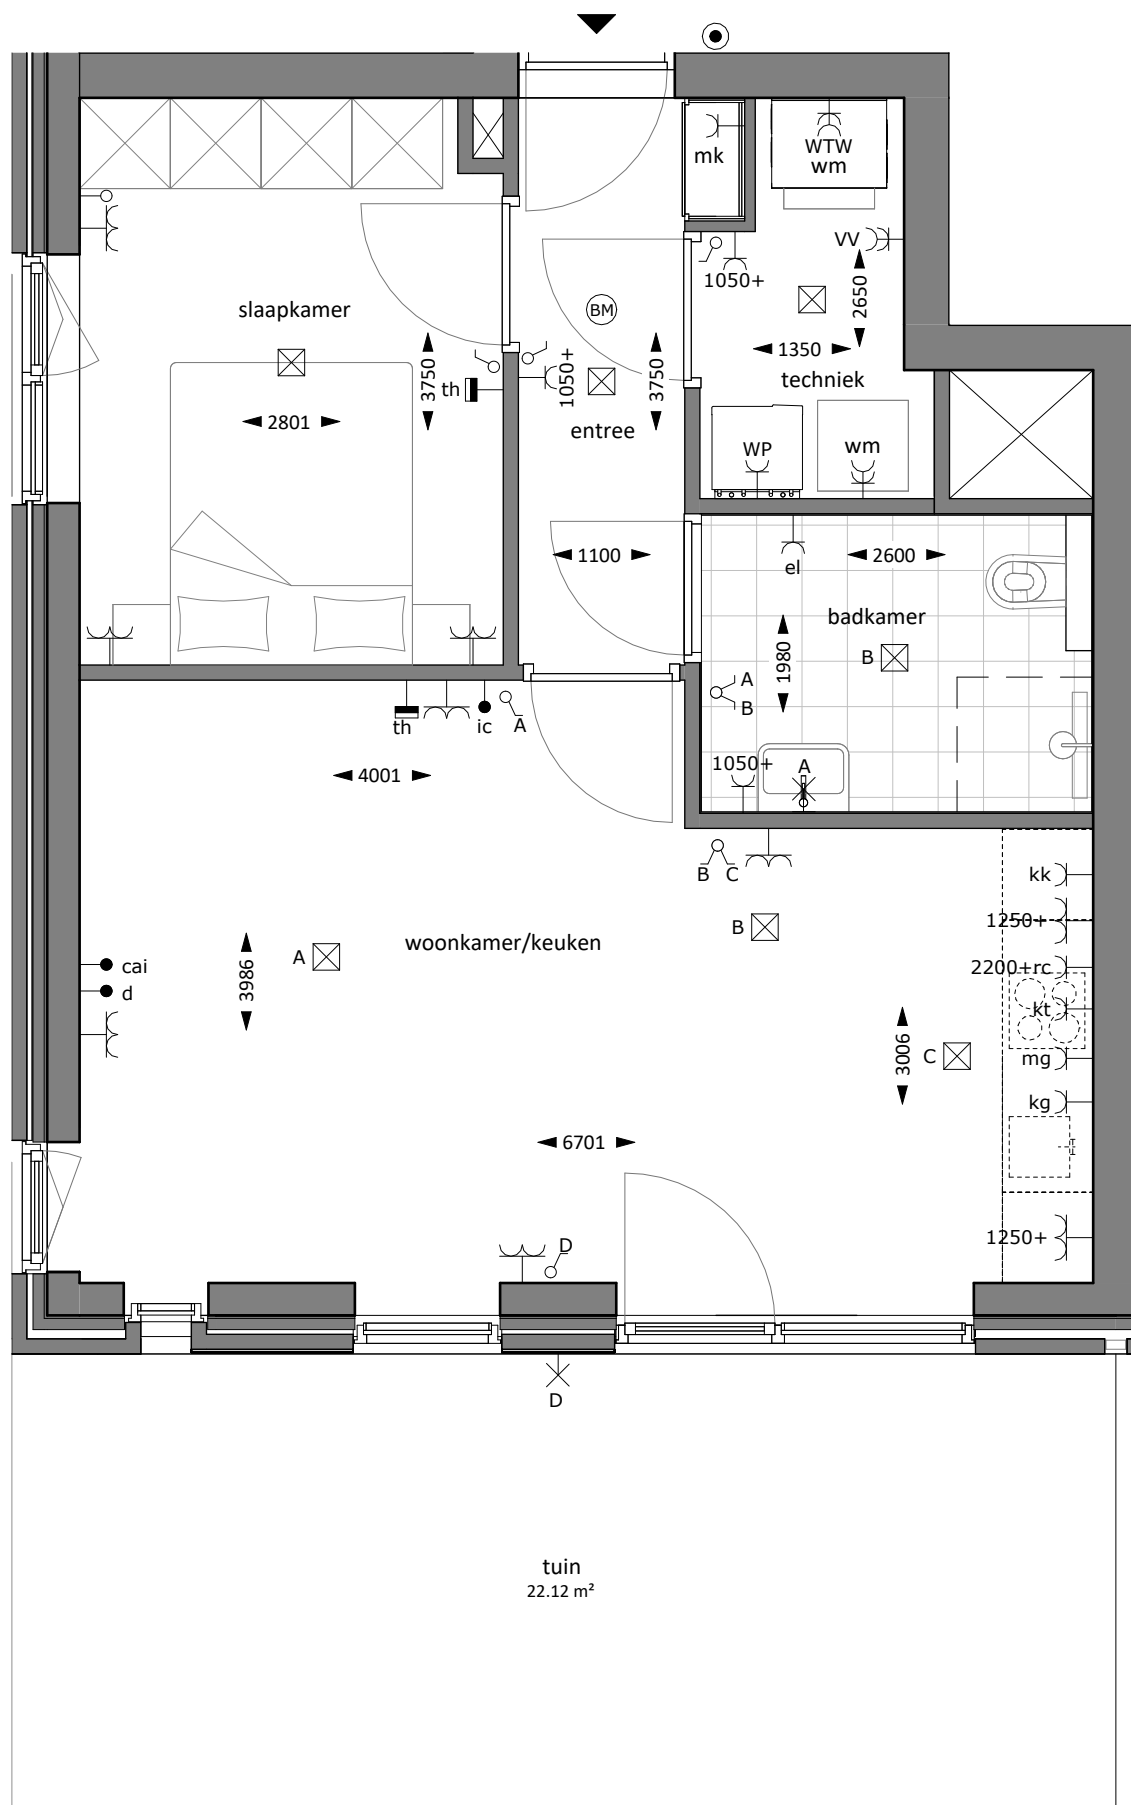 mk
WTW
wm
VV
1050+
2650
slaapkamer
BM
1350
techniek
3750
th
1050+
3750
2801
entree
WP
wm
1100
el
2600
badkamer
1980
B
A
B
th
ic
A
1050+
A
4001
B C
kk
1250+
B
woonkamer/keuken
A
cai
d
3986
2200+rc
kt
3006
C
mg
kg
6701
D
1250+
D
tuin
22.12 m²